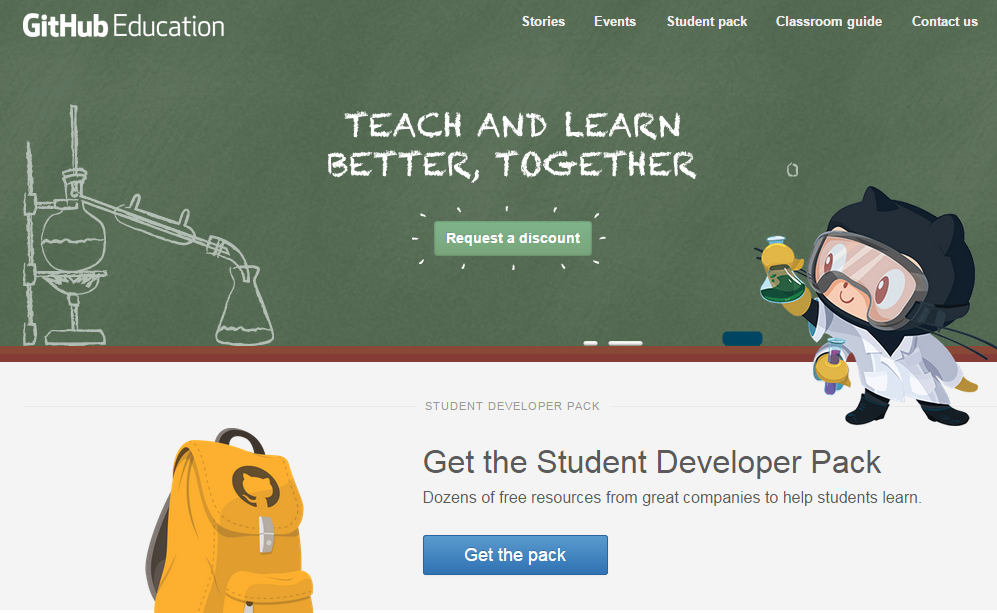 GitHub Education
Stories
Events
Student pack
Classroom guide
Contact us
TEACH AND LEARN
BETTER, TOGETHER
Request a discount
STUDENT DEVELOPER PACK
Get the Student Developer Pack
Dozens of free resources from great companies to help students learn.
Get the pack